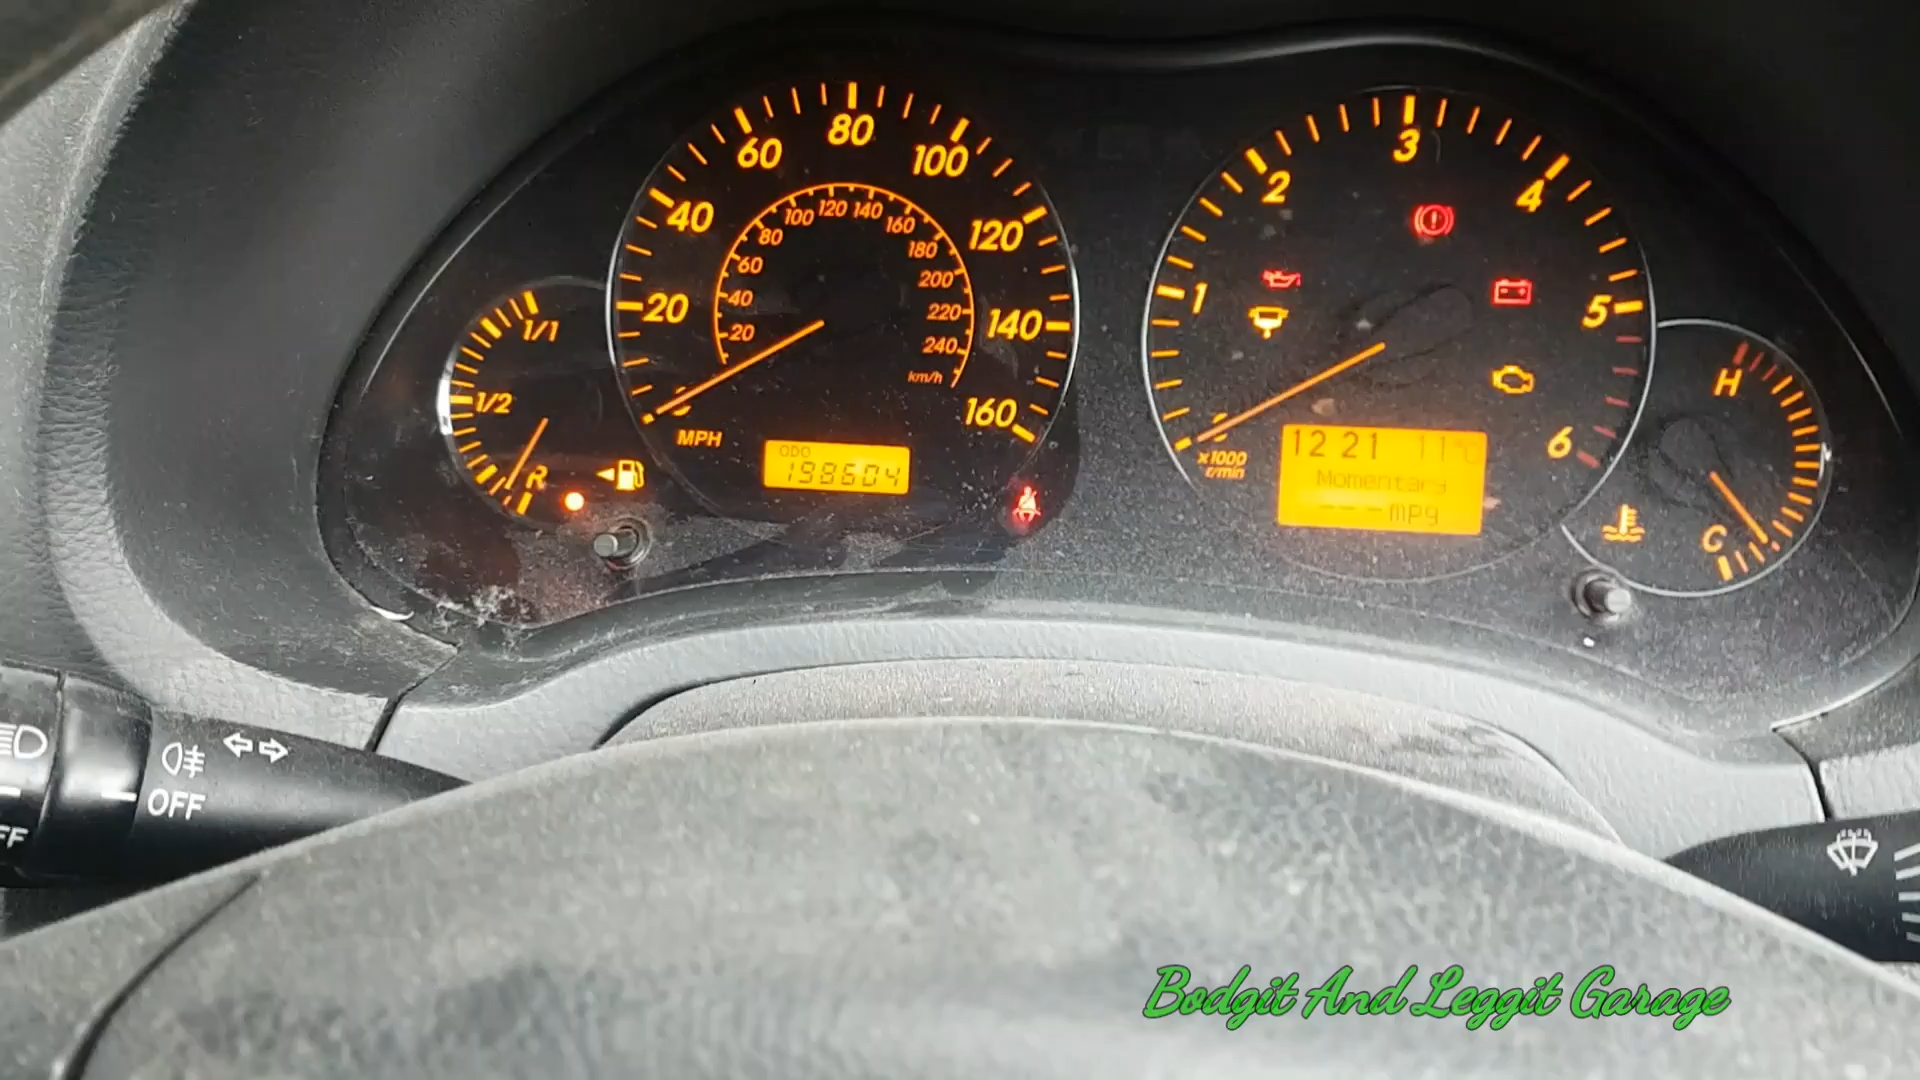 1/1
1/2
R
20
40
60
80
100
120
140
160
MPH
20
40
60
80
100
120
140
160
180
200
220
240
km/h
ODO
198604
1
2
3
4
5
6
x1000
r/min
12 21 11°C
Momentary
---mpg
H
C
OFF
FF
Bodgit And Leggit Garage